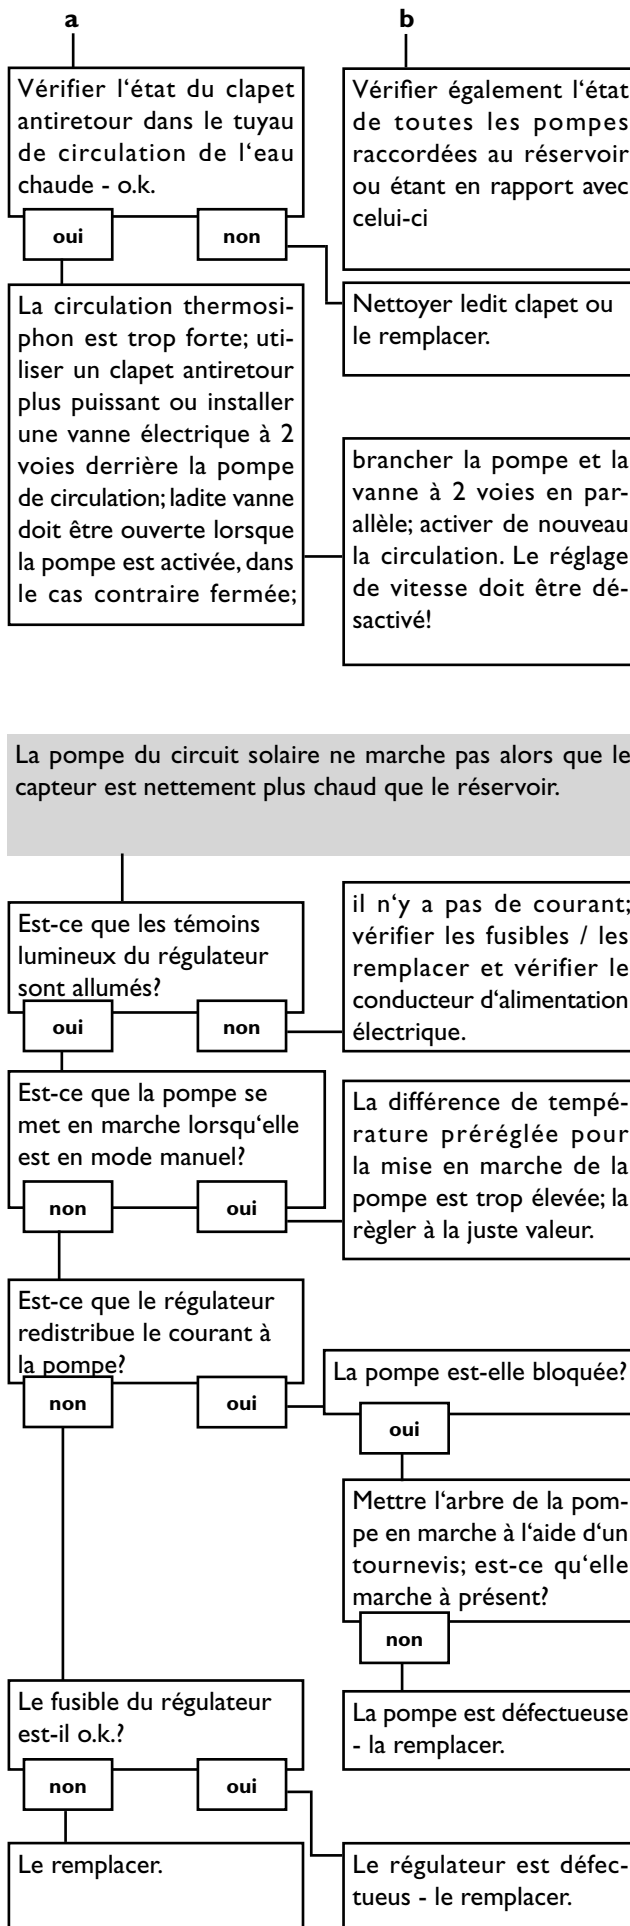 a
b
Vérifier l‘état du clapet
antiretour dans le tuyau
de circulation de l‘eau
chaude - o.k.
oui
non
Vérifier également l‘état
de toutes les pompes
raccordées au réservoir
ou étant en rapport avec
celui-ci
La circulation thermosi-
phon est trop forte; uti-
liser un clapet antiretour
plus puissant ou installer
une vanne électrique à 2
voies derrière la pompe
de circulation; ladite vanne
doit être ouverte lorsque
la pompe est activée, dans
le cas contraire fermée;
Nettoyer ledit clapet ou
le remplacer.
brancher la pompe et la
vanne à 2 voies en par-
allèle; activer de nouveau
la circulation. Le réglage
de vitesse doit être dé-
sactivé!
La pompe du circuit solaire ne marche pas alors que le
capteur est nettement plus chaud que le réservoir.
Est-ce que les témoins
lumineux du régulateur
sont allumés?
oui
non
il n‘y a pas de courant;
vérifier les fusibles / les
remplacer et vérifier le
conducteur d‘alimentation
électrique.
Est-ce que la pompe se
met en marche lorsqu‘elle
est en mode manuel?
non
oui
La différence de tempé-
rature préréglée pour
la mise en marche de la
pompe est trop élevée; la
règler à la juste valeur.
Est-ce que le régulateur
redistribue le courant à
la pompe?
non
oui
La pompe est-elle bloquée?
oui
Mettre l‘arbre de la pom-
pe en marche à l‘aide d‘un
tournevis; est-ce qu‘elle
marche à présent?
non
La pompe est défectueuse
- la remplacer.
Le fusible du régulateur
est-il o.k.?
non
oui
Le remplacer.
Le régulateur est défec-
tueus - le remplacer.